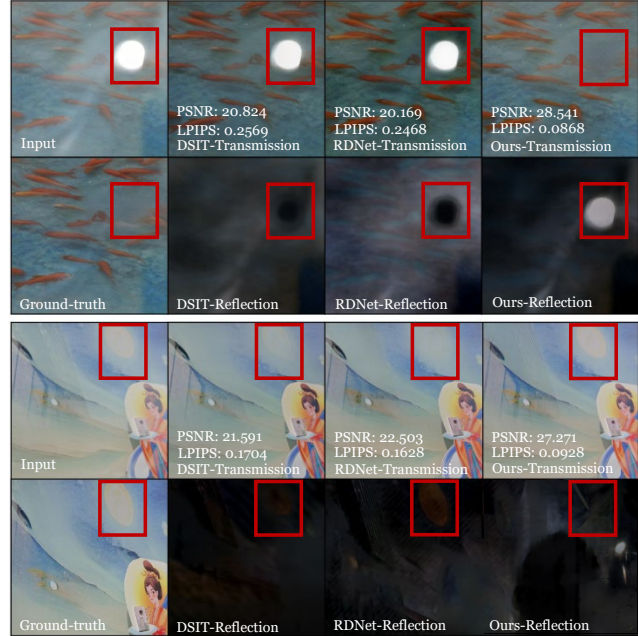 Input
PSNR: 20.824
LPIPS: 0.2569
DSIT-Transmission
PSNR: 20.169
LPIPS: 0.2468
RDNet-Transmission
PSNR: 28.541
LPIPS: 0.0868
Ours-Transmission
Ground-truth
DSIT-Reflection
RDNet-Reflection
Ours-Reflection
Input
PSNR: 21.591
LPIPS: 0.1704
DSIT-Transmission
PSNR: 22.503
LPIPS: 0.1628
RDNet-Transmission
PSNR: 27.271
LPIPS: 0.0928
Ours-Transmission
Ground-truth
DSIT-Reflection
RDNet-Reflection
Ours-Reflection